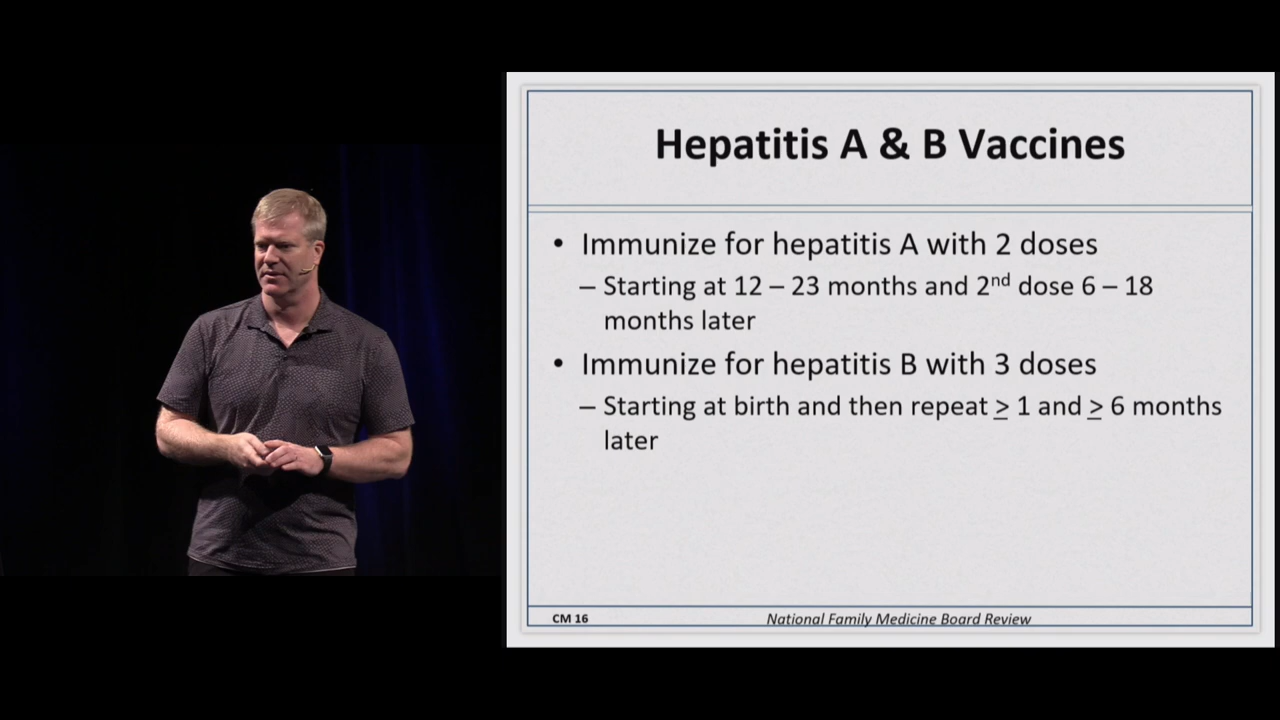 Hepatitis A & B Vaccines
• Immunize for hepatitis A with 2 doses
– Starting at 12 – 23 months and 2nd dose 6 – 18
months later
• Immunize for hepatitis B with 3 doses
– Starting at birth and then repeat ≥ 1 and ≥ 6 months
later
CM 16
National Family Medicine Board Review